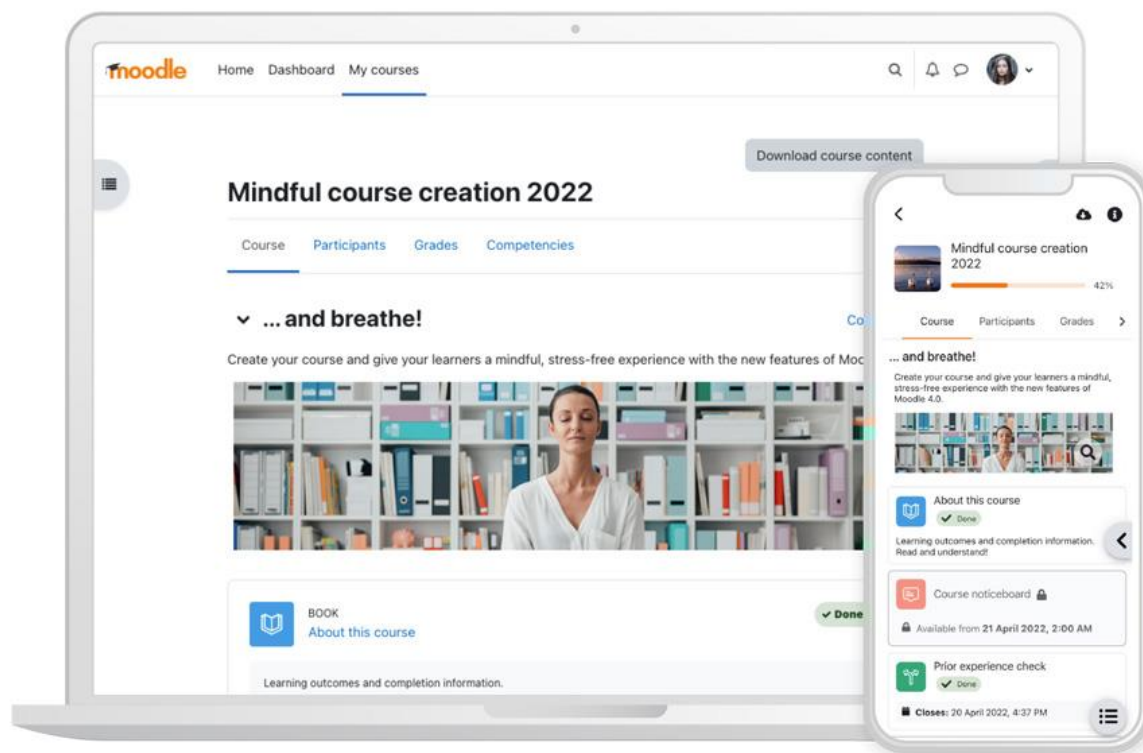 moodle
Home Dashboard My courses
Download course content
Mindful course creation 2022
Course Participants Grades Competencies
... and breathe!
Create your course and give your learners a mindful, stress-free experience with the new features of
BOOK
About this course
Done
Learning outcomes and completion information.
Mindful course creation
2022
42%
Course Participants Grades
... and breathe!
Create your course and give your learners a mindful,
stress-free experience with the new features of
Moodle 4.0.
About this course
Done
Learning outcomes and completion information.
Read and understand!
Course noticeboard
Available from 21 April 2022, 2:00 AM
Prior experience check
Done
Closes: 20 April 2022, 4:37 PM